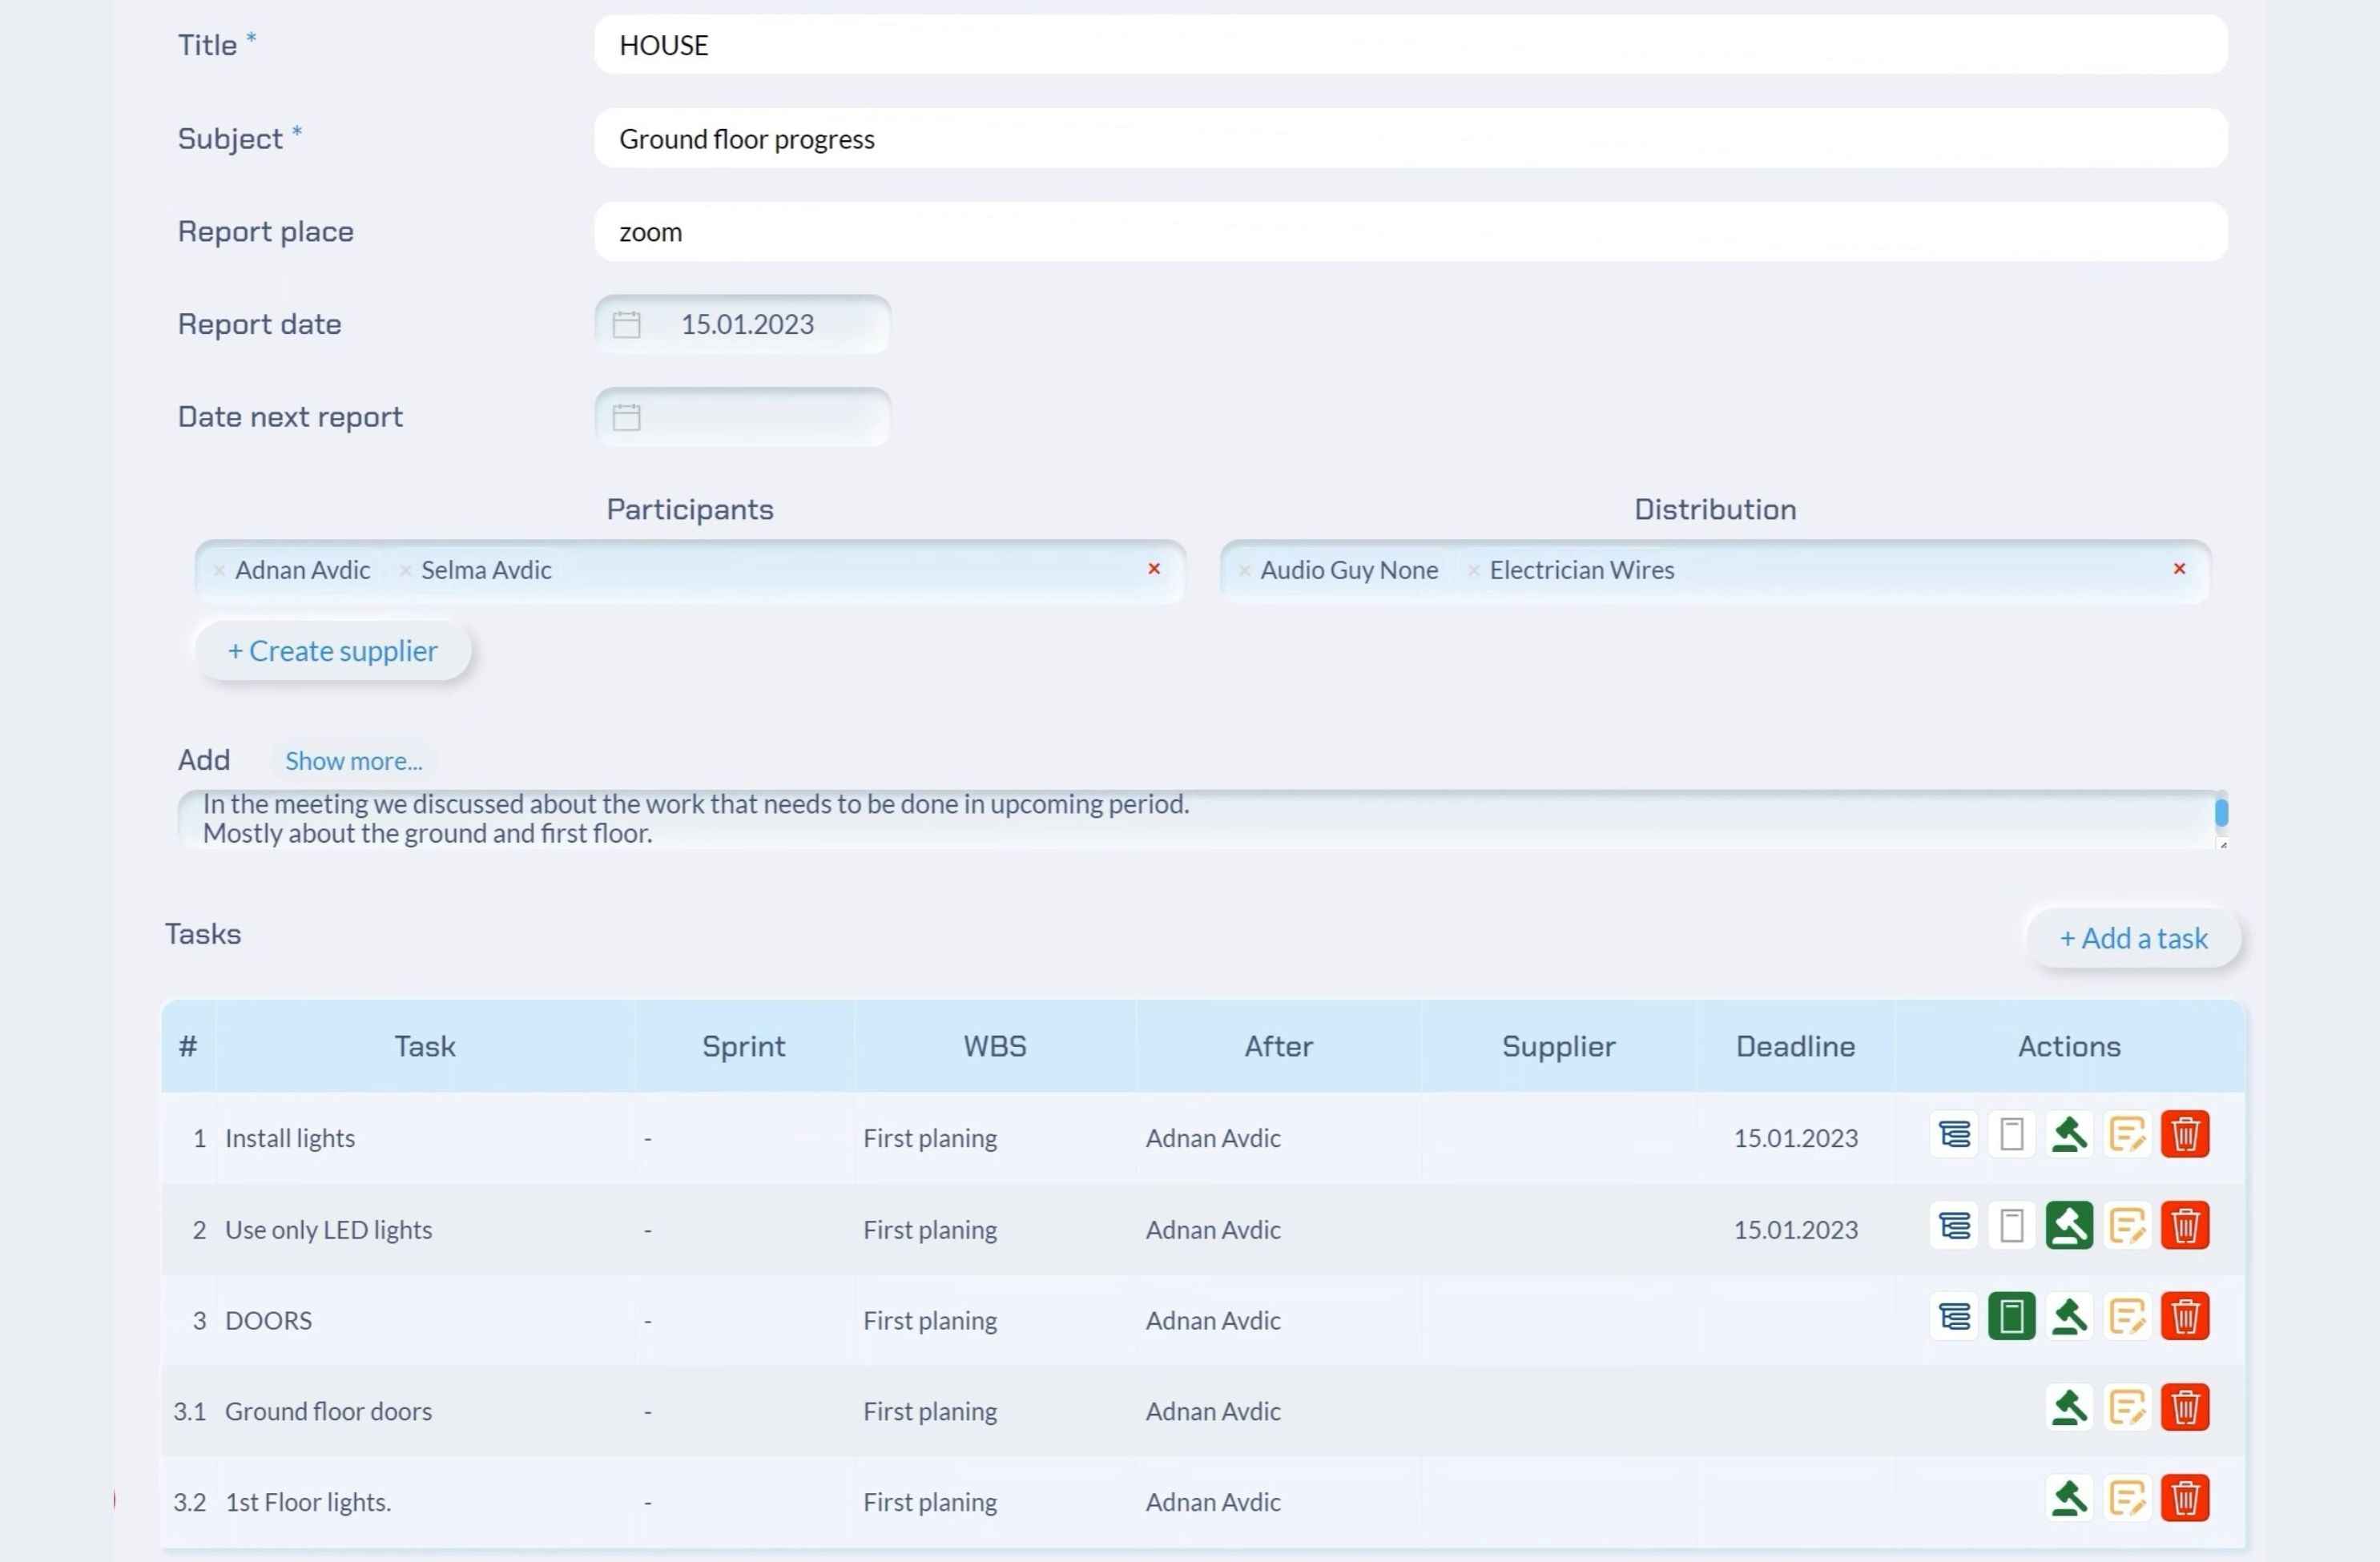 Title * HOUSE
Subject * Ground floor progress
Report place zoom
Report date 15.01.2023
Date next report
Participants Distribution
× Adnan Avdic × Selma Avdic × × Audio Guy None × Electrician Wires ×
+ Create supplier
Add Show more...
In the meeting we discussed about the work that needs to be done in upcoming period.
Mostly about the ground and first floor.
Tasks + Add a task
# Task Sprint WBS After Supplier Deadline Actions
1 Install lights - First planing Adnan Avdic 15.01.2023
2 Use only LED lights - First planing Adnan Avdic 15.01.2023
3 DOORS - First planing Adnan Avdic
3.1 Ground floor doors - First planing Adnan Avdic
3.2 1st Floor lights. - First planing Adnan Avdic